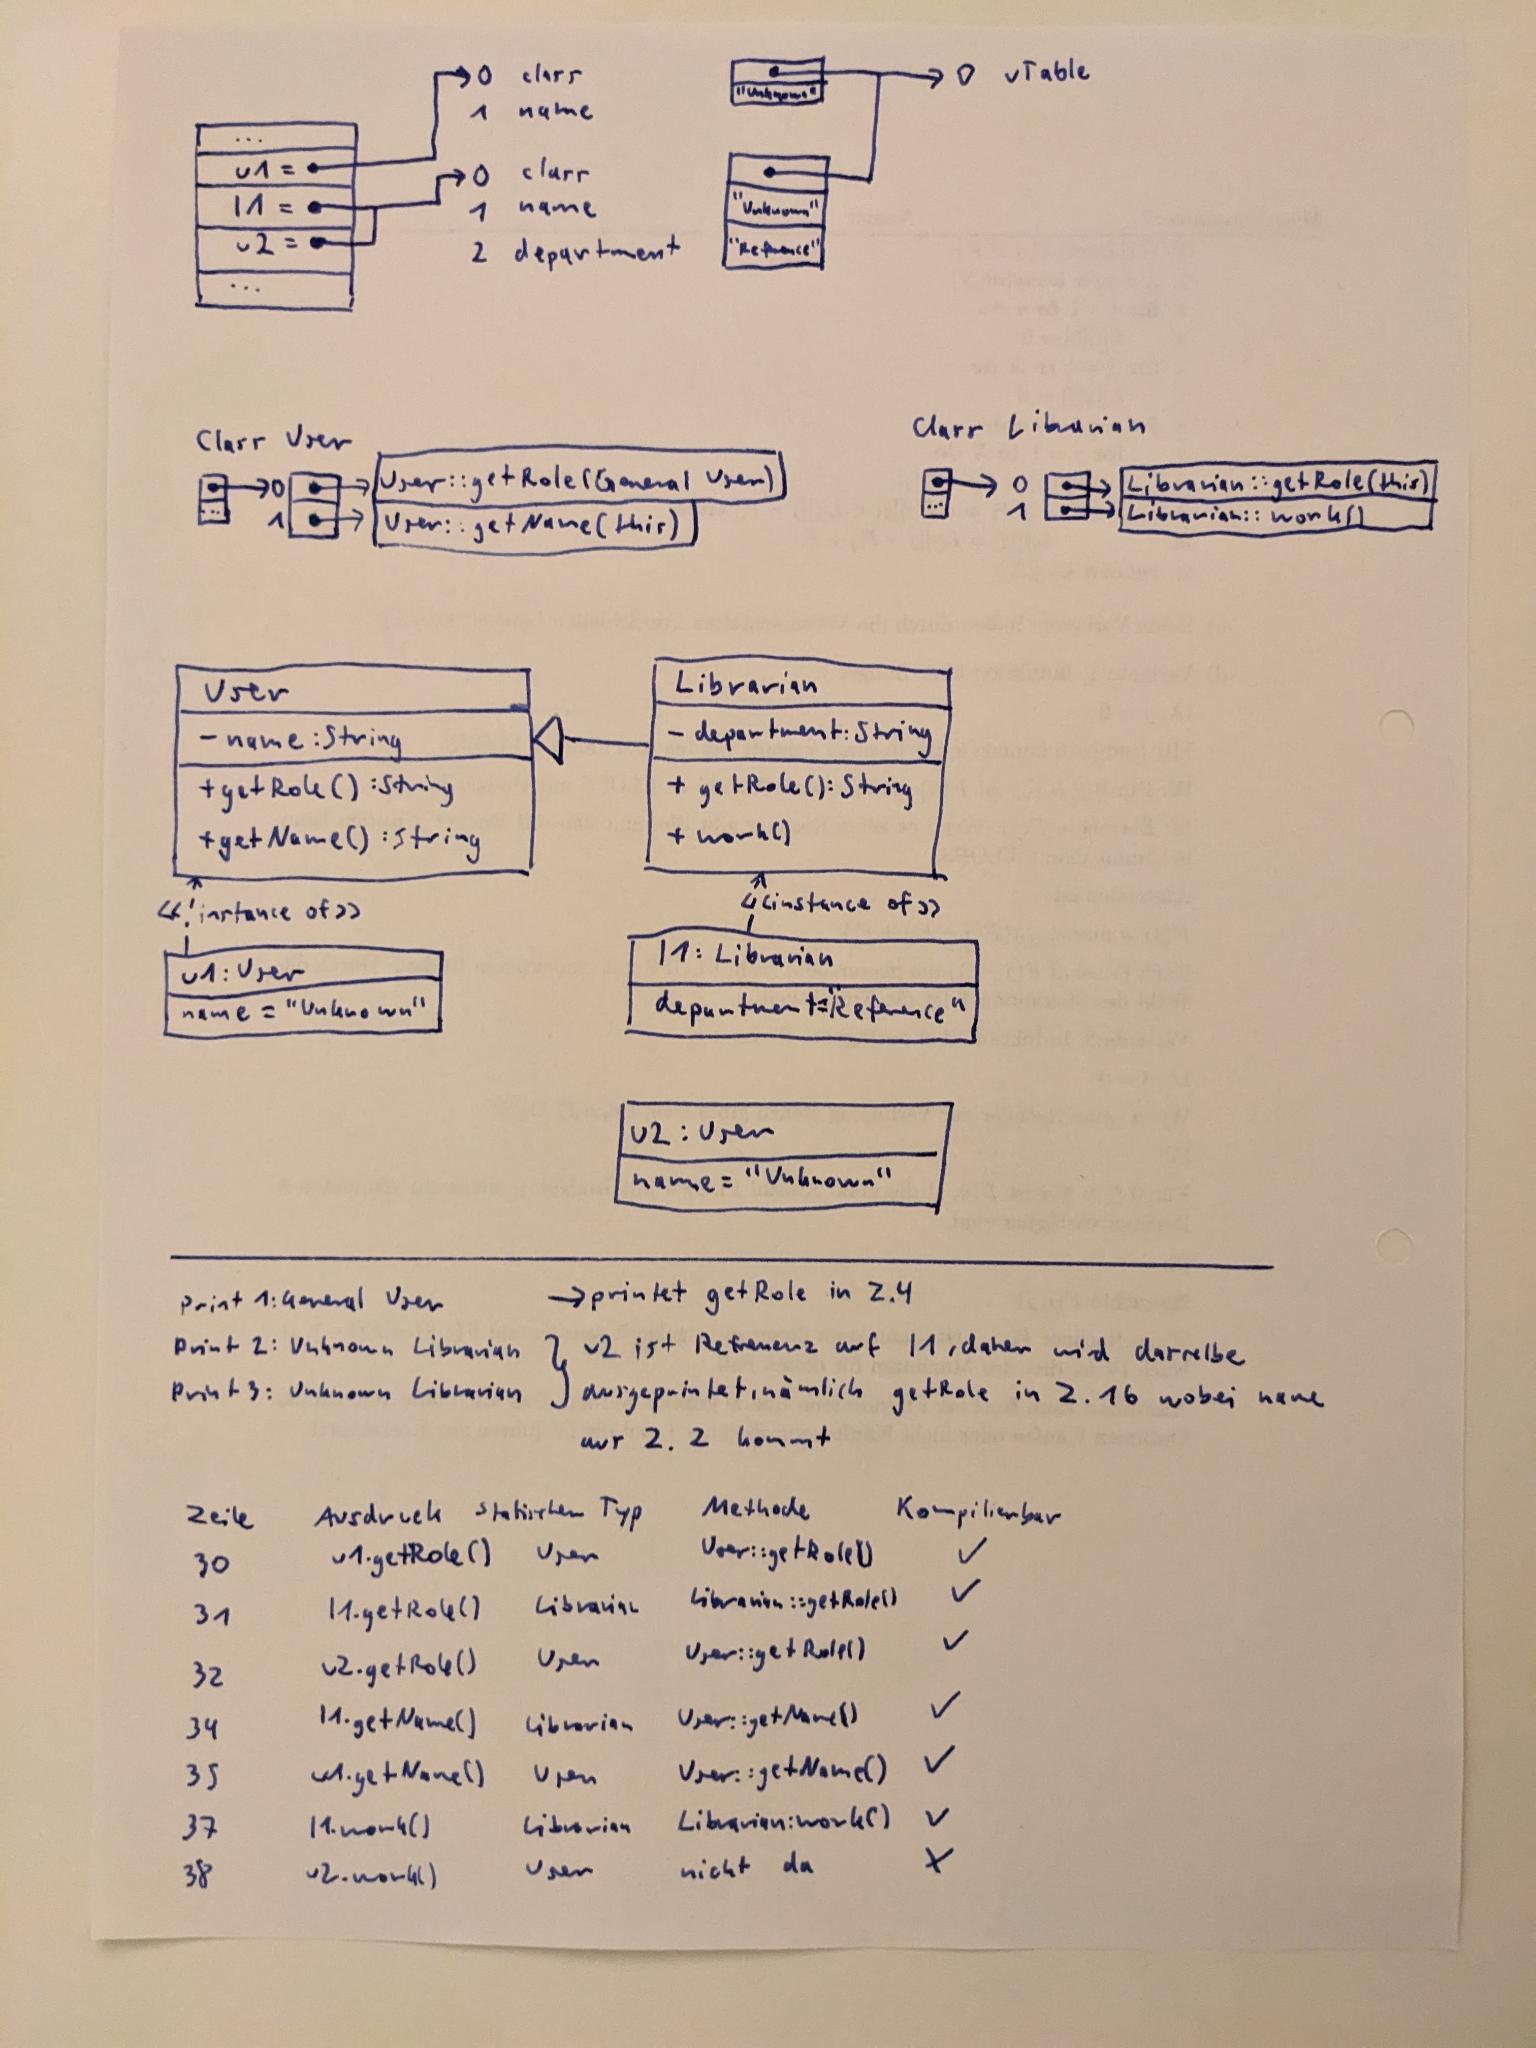 0 class
1 name
"Unknown"
0 vTable
...
u1 =
l1 =
u2 =
...
0 class
1 name
2 department
"Unknown"
"Reference"
Class User
...
0
1
User::getRole(General User)
User::getName(this)
Class Librarian
...
0
1
Librarian::getRole(this)
Librarian::work()
User
- name:String
+getRole():String
+getName():String
Librarian
- department:String
+ getRole():String
+ work()
<<instance of>>
<<instance of>>
u1:User
name = "Unknown"
l1: Librarian
department="Reference"
u2: User
name = "Unknown"
Print 1: General User → printet getRole in Z.4
Print 2: Unknown Librarian } u2 ist Refrenenz auf l1, daher wird dasselbe
Print 3: Unknown Librarian } ausgeprintet, nämlich getRole in Z. 16 wobei name
aus Z. 2 kommt
Zeile Ausdruck Statischer Typ Methode Kompilierbar
30 u1.getRole() User User::getRole() ✓
31 l1.getRole() Librarian Librarian::getRole() ✓
32 u2.getRole() User User::getRole() ✓
34 l1.getName() Librarian User::getName() ✓
35 u1.getName() User User::getName() ✓
37 l1.work() Librarian Librarian:work() ✓
38 u2.work() User nicht da ✗